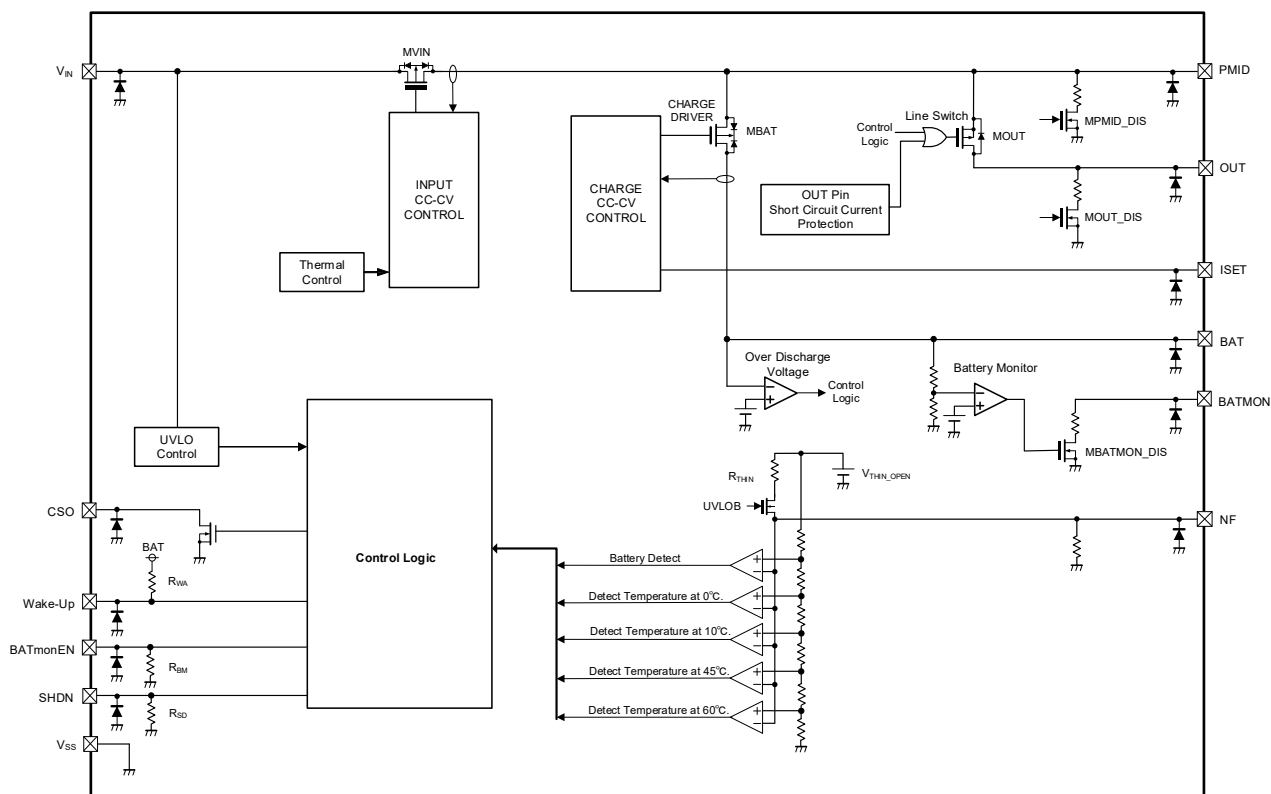 MVIN
VIN
PMID
CHARGE
DRIVER
MBAT
Line Switch
Control
Logic
MOUT
MPMID_DIS
INPUT
CC-CV
CONTROL
CHARGE
CC-CV
CONTROL
OUT
OUT Pin
Short Circuit Current
Protection
MOUT_DIS
Thermal
Control
ISET
BAT
Over Discharge
Voltage
Control
Logic
Battery Monitor
BATMON
MBATMON_DIS
UVLO
Control
RTHIN
VTHIN_OPEN
UVLOB
CSO
NF
BAT
RWA
Control Logic
Battery Detect
Wake-Up
Detect Temperature at 0℃.
Detect Temperature at 10℃.
BATmonEN
RBM
Detect Temperature at 45℃.
SHDN
RSD
Detect Temperature at 60℃.
VSS